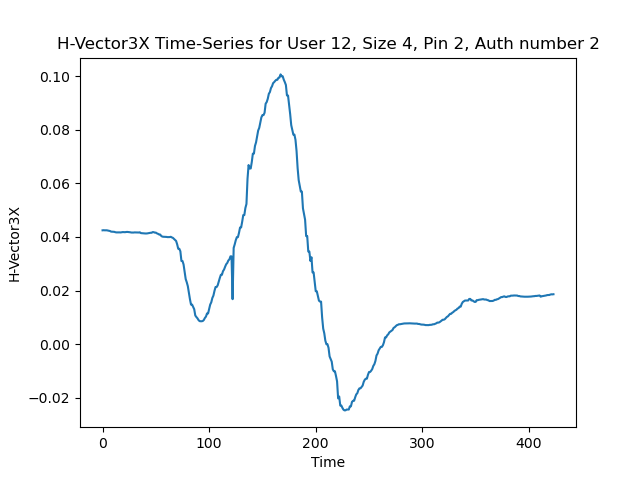 H-Vector3X Time-Series for User 12, Size 4, Pin 2, Auth number 2
0.10
0.08
0.06
0.04
0.02
0.00
−0.02
H-Vector3X
0 100 200 300 400
Time